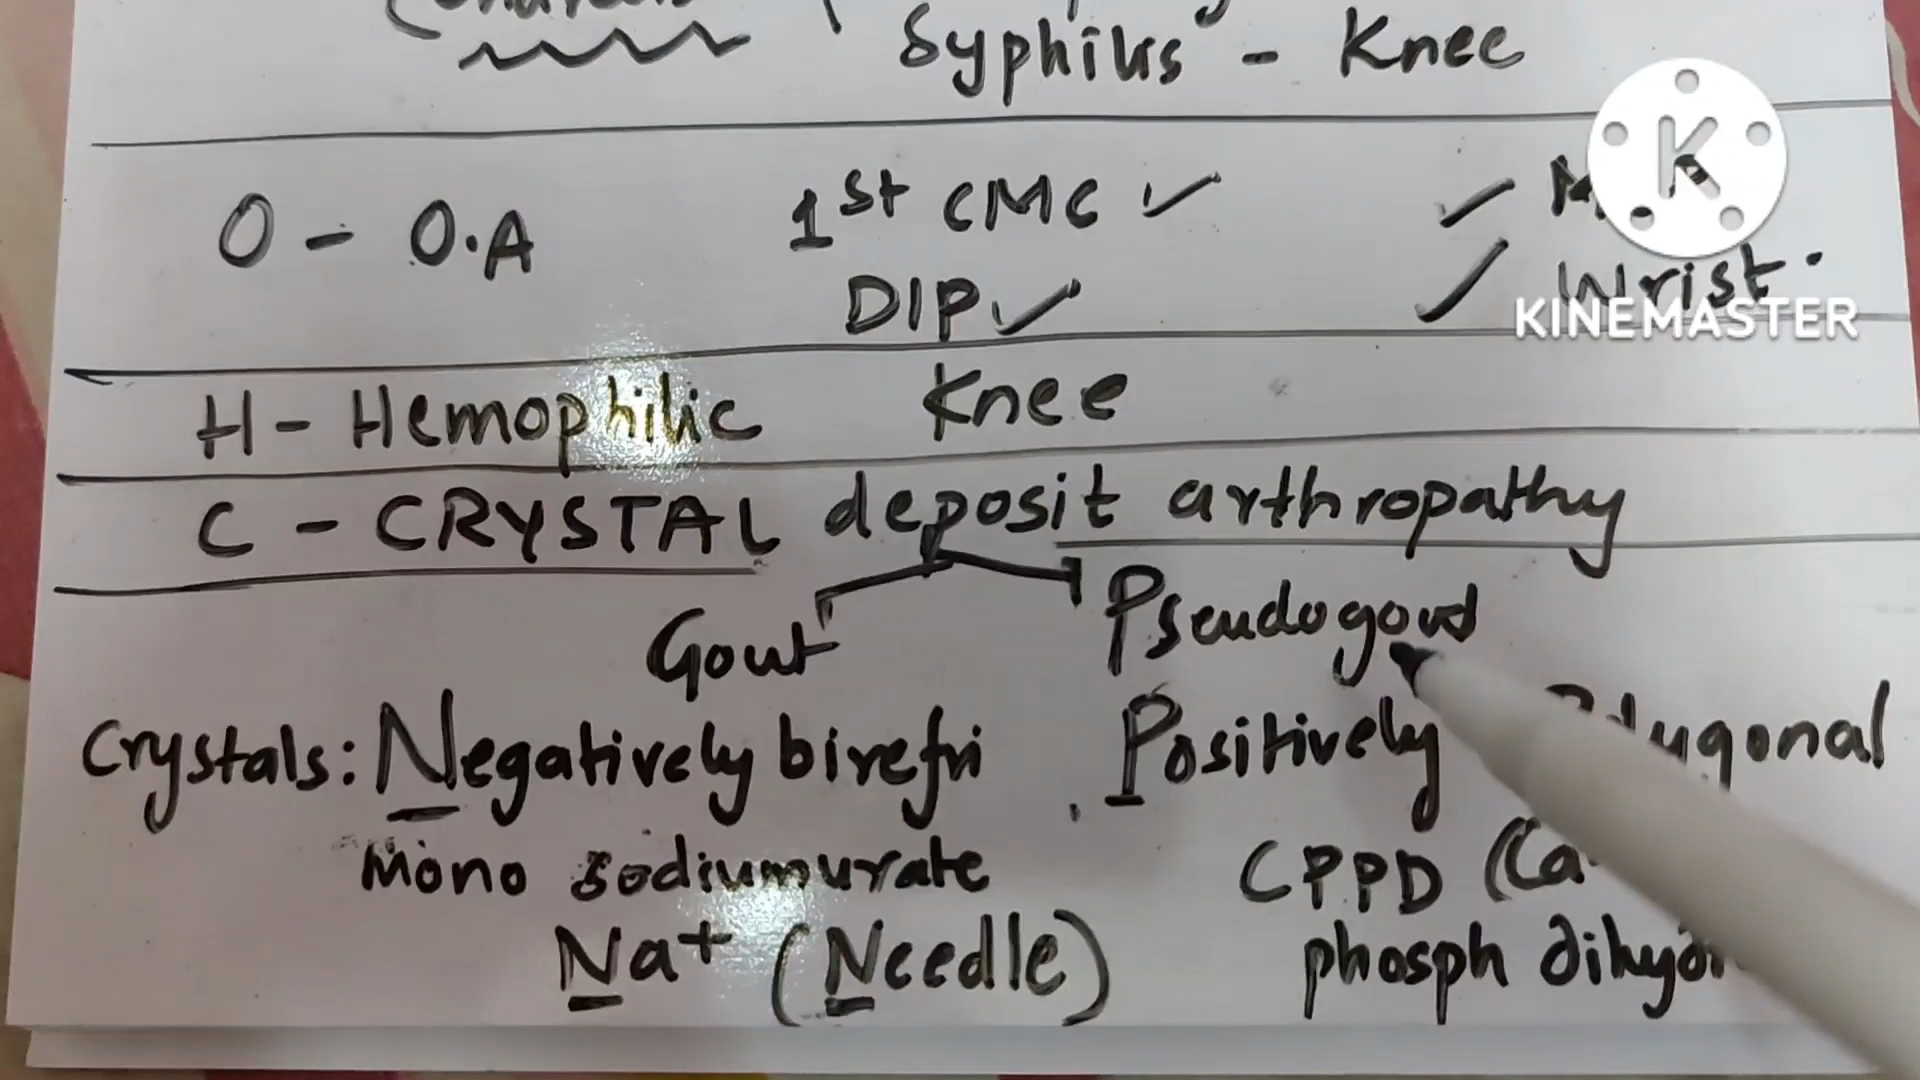 Syphilis - Knee
O - O.A 1st CMC ✓ ✓
DIP ✓ ✓ Wrist.
K
KINEMASTER
H - Hemophilic Knee
C - CRYSTAL deposit arthropathy
Gout Pseudogout
Crystals: Negatively birefri Positively
Mono sodiumurate CPPD (Ca
Na+ (Needle) phosph